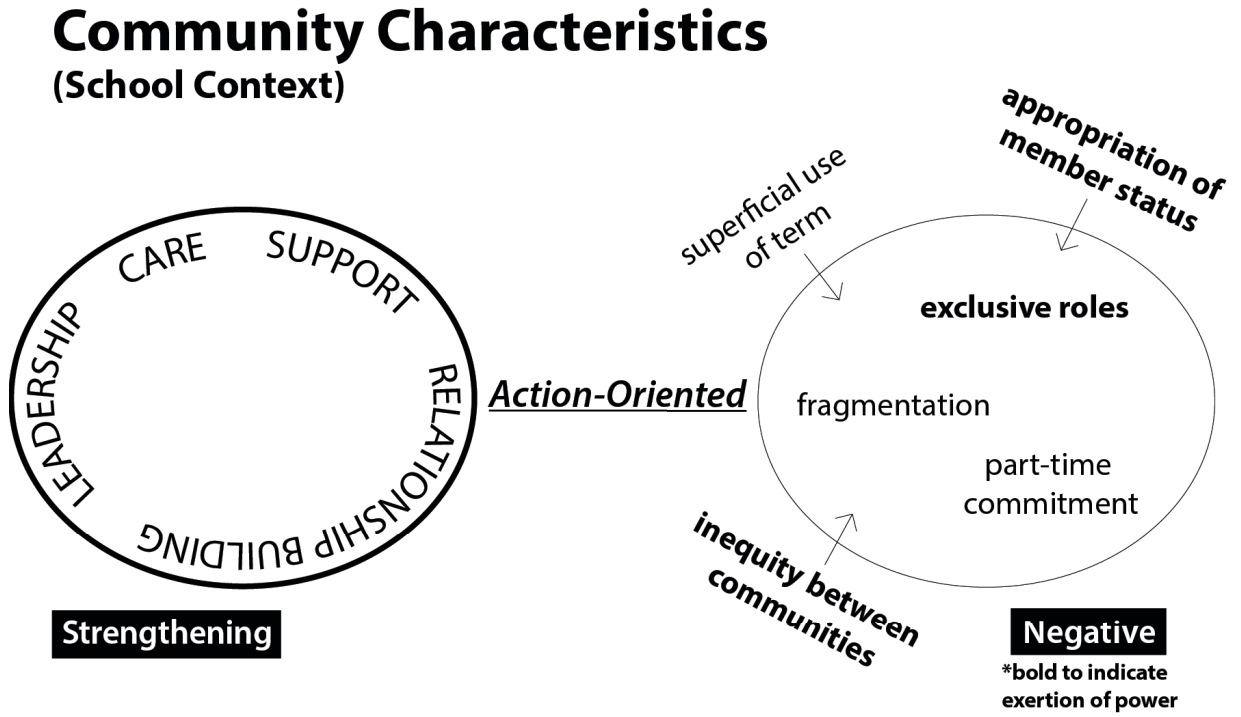 Community Characteristics
(School Context)
LEADERSHIP
CARE
SUPPORT
RELATIONSHIP BUILDING
Strengthening
Action-Oriented
superficial use
of term
appropriation of
member status
exclusive roles
fragmentation
part-time
commitment
inequity between
communities
Negative
*bold to indicate
exertion of power